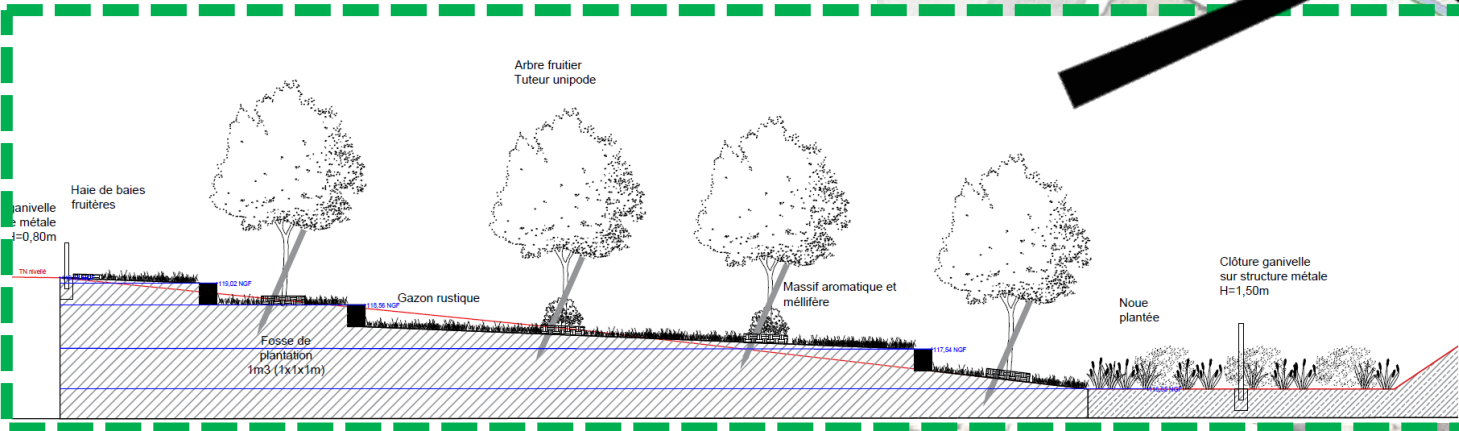 Arbre fruitier
Tuteur unipode
Haie de baies
fruitères
ganivelle
e métale
H=0,80m
TN nivellé
119,02 NGF
118,56 NGF
Gazon rustique
Massif aromatique et
méllifère
Fosse de
plantation
1m3 (1x1x1m)
117,54 NGF
Noue
plantée
Clôture ganivelle
sur structure métale
H=1,50m
NGF